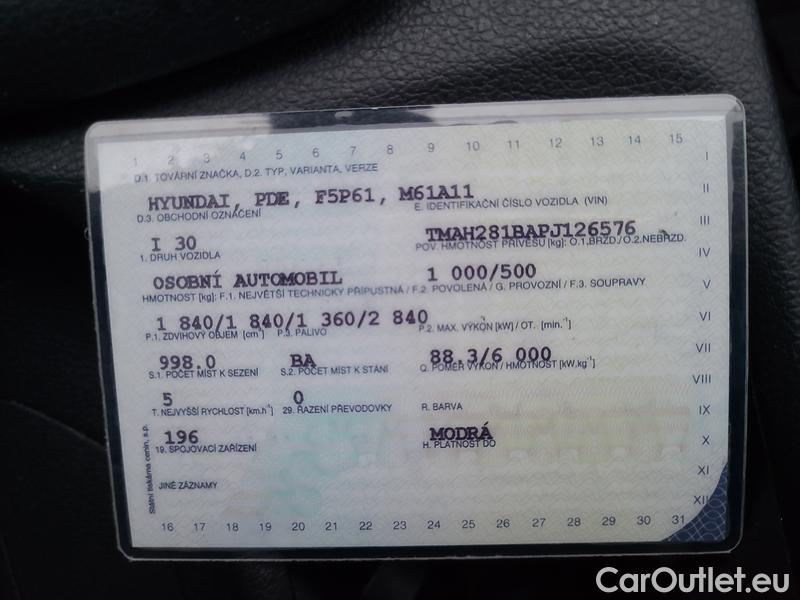 1 2 3 4 5 6 7 8 9 10 11 12 13 14 15
D.1. TOVÁRNÍ ZNAČKA, D.2. TYP, VARIANTA, VERZE
I
HYUNDAI, PDE, F5P61, M61A11
II
D.3. OBCHODNÍ OZNAČENÍ E. IDENTIFIKAČNÍ ČÍSLO VOZIDLA (VIN)
I 30 TMAH281BAPJ126576
III
1. DRUH VOZIDLA POV. HMOTNOST PŘÍVĚSU [kg]: O.1.BRZD./O.2.NEBRZD.
IV
OSOBNÍ AUTOMOBIL 1 000/500
HMOTNOST [kg]: F.1. NEJVĚTŠÍ TECHNICKY PŘÍPUSTNÁ / F.2. POVOLENÁ / G. PROVOZNÍ / F.3. SOUPRAVY
V
1 840/1 840/1 360/2 840
VI
P.1. ZDVIHOVÝ OBJEM [cm³] P.3. PALIVO P.2. MAX. VÝKON [kW] / OT. [min.⁻¹]
998.0 BA 88.3/6 000
VII
S.1. POČET MÍST K SEZENÍ S.2. POČET MÍST K STÁNÍ Q. POMĚR VÝKON / HMOTNOST [kW.kg⁻¹]
5 0
VIII
T. NEJVYŠŠÍ RYCHLOST [km.h⁻¹] 29. ŘAZENÍ PŘEVODOVKY R. BARVA
IX
196 MODRÁ
X
19. SPOJOVACÍ ZAŘÍZENÍ H. PLATNOST DO
XI
JINÉ ZÁZNAMY
XII
16 17 18 19 20 21 22 23 24 25 26 27 28 29 30 31
Státní tiskárna cenin, s.p.
CarOutlet.eu